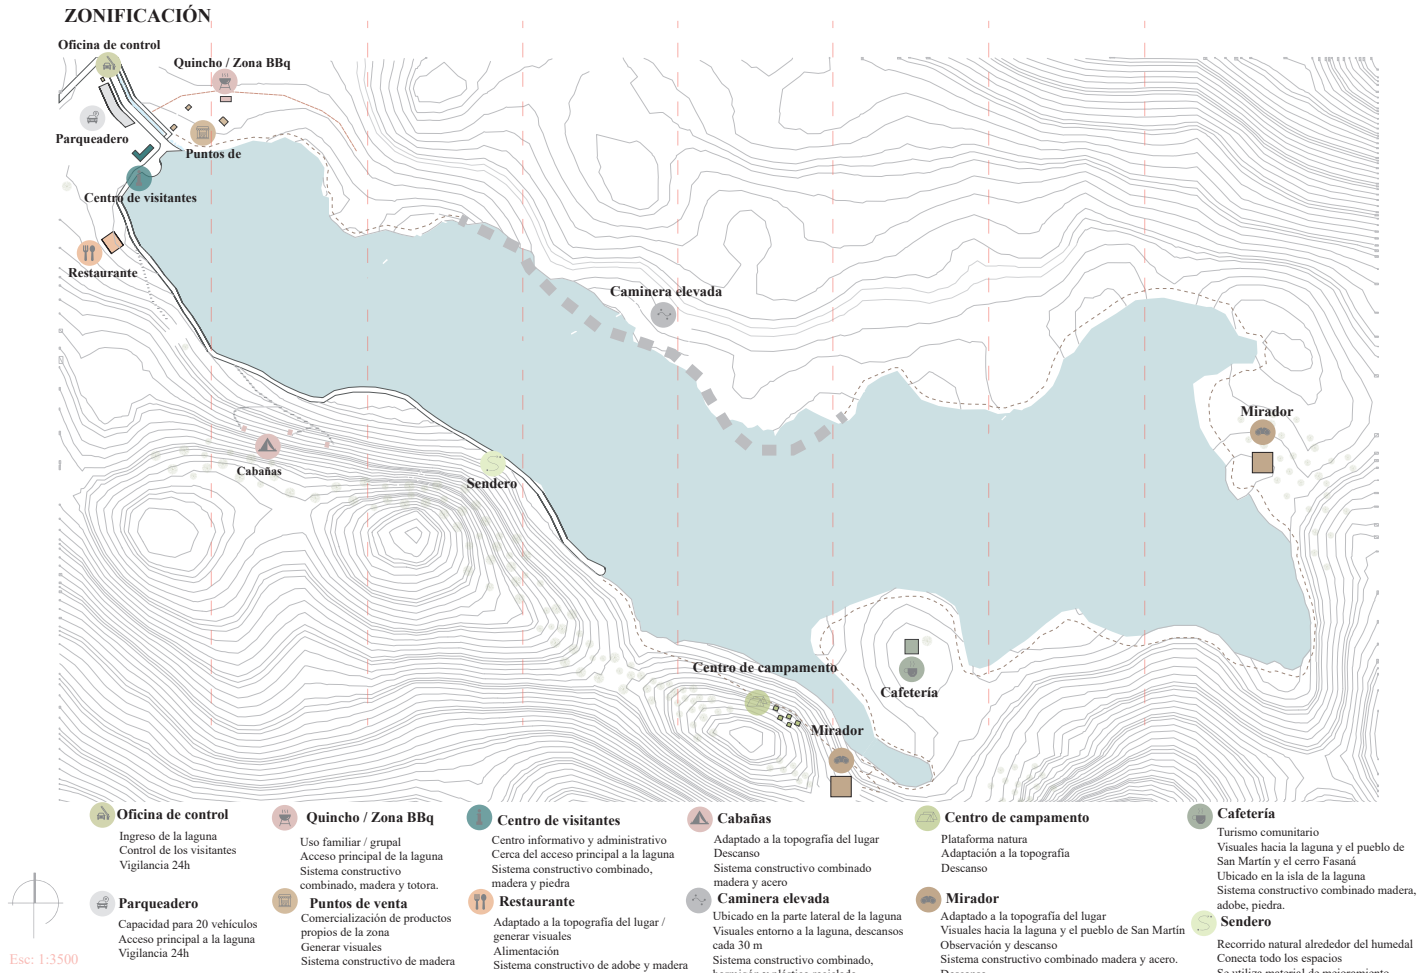 ZONIFICACIÓN
Oficina de control
Quincho / Zona BBq
Parqueadero
Puntos de
Centro de visitantes
Restaurante
Caminera elevada
Mirador
Cabañas
Sendero
Centro de campamento
Cafetería
Mirador
Oficina de control
Ingreso de la laguna
Control de los visitantes
Vigilancia 24h
Parqueadero
Capacidad para 20 vehículos
Acceso principal a la laguna
Vigilancia 24h
Quincho / Zona BBq
Uso familiar / grupal
Acceso principal de la laguna
Sistema constructivo
combinado, madera y totora.
Puntos de venta
Comercialización de productos
propios de la zona
Generar visuales
Sistema constructivo de madera
Centro de visitantes
Centro informativo y administrativo
Cerca del acceso principal a la laguna
Sistema constructivo combinado,
madera y piedra
Restaurante
Adaptado a la topografía del lugar /
generar visuales
Alimentación
Sistema constructivo de adobe y madera
Cabañas
Adaptado a la topografía del lugar
Descanso
Sistema constructivo combinado
madera y acero
Caminera elevada
Ubicado en la parte lateral de la laguna
Visuales entorno a la laguna, descansos
cada 30 m
Sistema constructivo combinado,
Centro de campamento
Plataforma natura
Adaptación a la topografía
Descanso
Mirador
Adaptado a la topografía del lugar
Visuales hacia la laguna y el pueblo de San Martín
Observación y descanso
Sistema constructivo combinado madera y acero.
Cafetería
Turismo comunitario
Visuales hacia la laguna y el pueblo de
San Martín y el cerro Fasaná
Ubicado en la isla de la laguna
Sistema constructivo combinado madera,
adobe, piedra.
Sendero
Recorrido natural alrededor del humedal
Conecta todo los espacios
Se utiliza material de mejoramiento
Esc: 1:3500